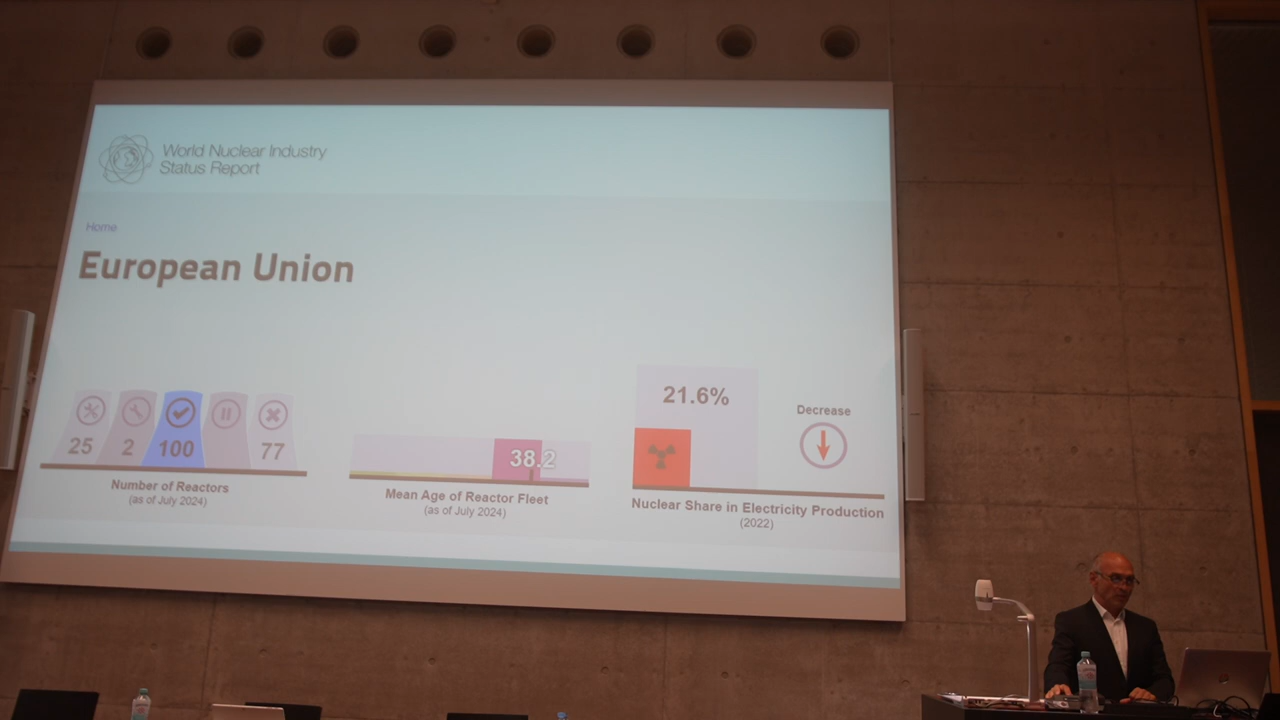 World Nuclear Industry
Status Report
Home
European Union
25
2
100
77
Number of Reactors
(as of July 2024)
38.2
Mean Age of Reactor Fleet
(as of July 2024)
21.6%
Decrease
Nuclear Share in Electricity Production
(2022)